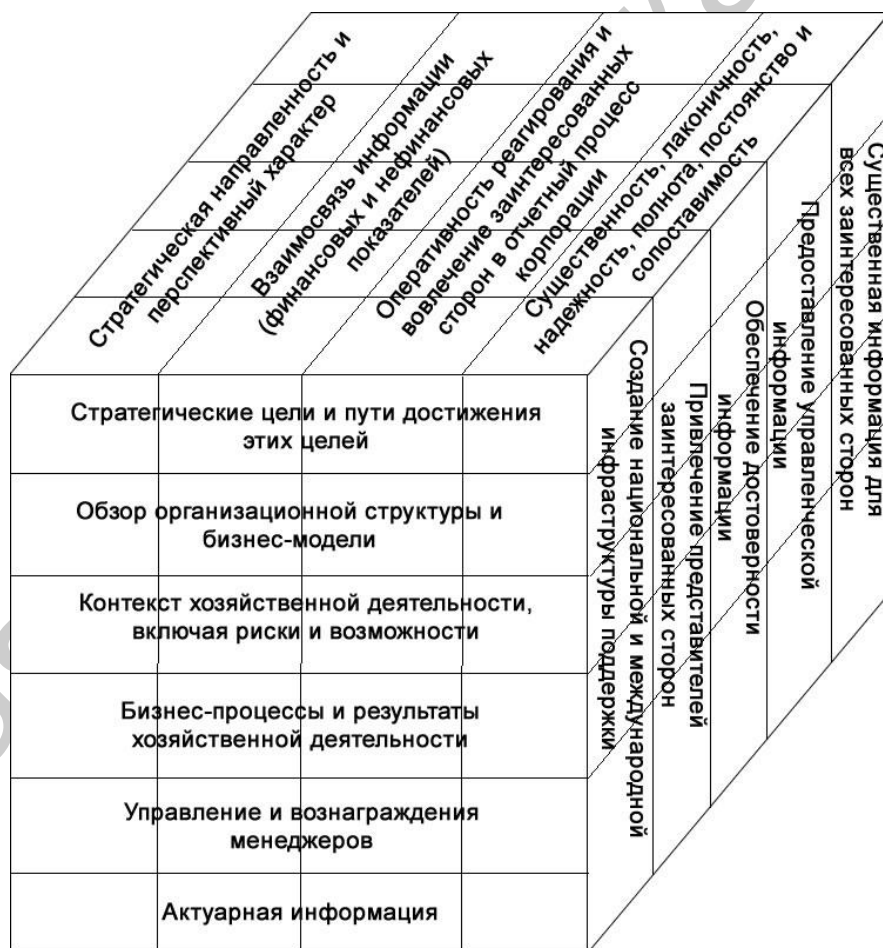 Стратегическая направленность и
перспективный характер
Взаимосвязь информации
(финансовых и нефинансовых
показателей)
Оперативность реагирования и
вовлечение заинтересованных
сторон в отчетный процесс
корпорации
Существенность, лаконичность,
надежность, полнота, постоянство и
сопоставимость
Стратегические цели и пути достижения
этих целей
Обзор организационной структуры и
бизнес-модели
Контекст хозяйственной деятельности,
включая риски и возможности
Бизнес-процессы и результаты
хозяйственной деятельности
Управление и вознаграждения
менеджеров
Актуарная информация
Создание национальной и международной
инфраструктуры поддержки
Привлечение представителей
заинтересованных сторон
Обеспечение достоверности
информации
Предоставление управленческой
информации
Существенная информация для
всех заинтересованных сторон